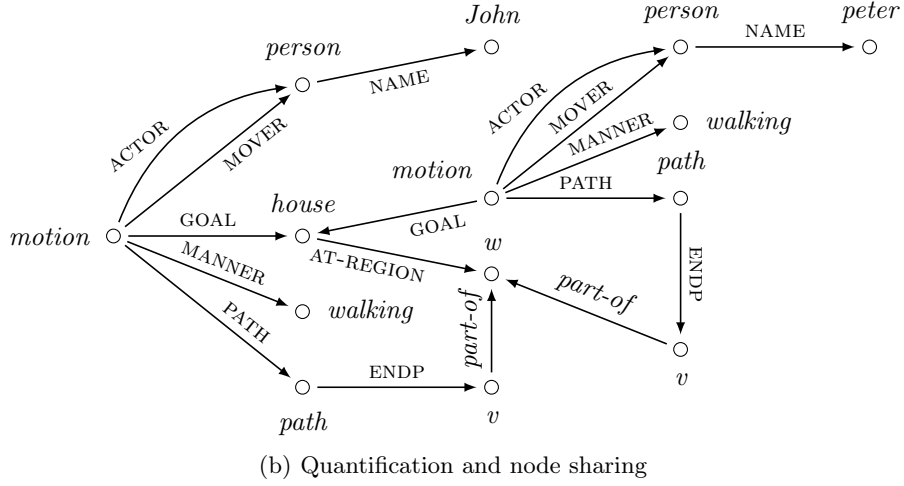 John
person
peter
person
NAME
NAME
ACTOR
MOVER
ACTOR
MOVER
MANNER
walking
motion
path
PATH
house
GOAL
GOAL
motion
w
MANNER
AT-REGION
ENDP
part-of
walking
part-of
PATH
ENDP
v
path
v
(b) Quantification and node sharing